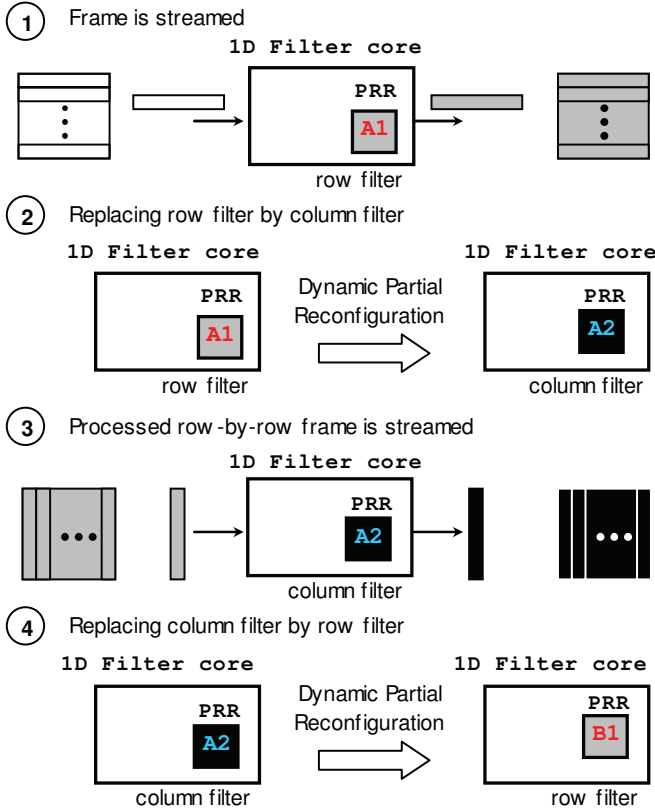 1 Frame is streamed
1D Filter core
PRR
A1
row filter
2 Replacing row filter by column filter
1D Filter core 1D Filter core
PRR Dynamic Partial PRR
A1 Reconfiguration A2
row filter column filter
3 Processed row-by-row frame is streamed
1D Filter core
PRR
A2
column filter
4 Replacing column filter by row filter
1D Filter core 1D Filter core
PRR Dynamic Partial PRR
A2 Reconfiguration B1
column filter row filter